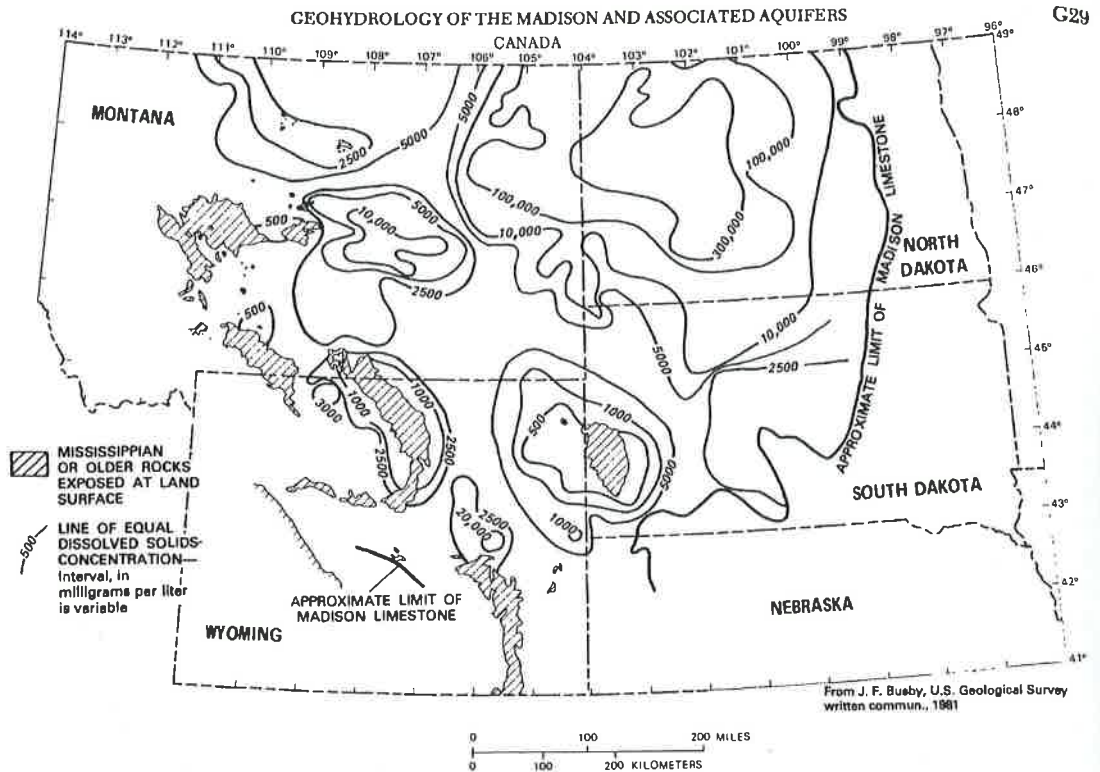 GEOHYDROLOGY OF THE MADISON AND ASSOCIATED AQUIFERS
G29
CANADA
114° 113° 112° 111° 110° 109° 108° 107° 106° 105° 104° 103° 102° 101° 100° 99° 98° 97° 96°
49°
48°
47°
46°
45°
44°
43°
42°
41°
MONTANA
2500
5000
5000
100,000
100,000
300,000
10,000
500
10,000
5000
2500
NORTH
DAKOTA
APPROXIMATE LIMIT OF MADISON LIMESTONE
500
5000
10,000
2500
3000
1000
1000
2500
2500
500
1000
5000
1000
2500
20,000
SOUTH DAKOTA
MISSISSIPPIAN
OR OLDER ROCKS
EXPOSED AT LAND
SURFACE
500
LINE OF EQUAL
DISSOLVED SOLIDS-
CONCENTRATION—
Interval, in
milligrams per liter
is variable
APPROXIMATE LIMIT OF
MADISON LIMESTONE
WYOMING
NEBRASKA
From J. F. Busby, U.S. Geological Survey
written commun., 1981
0 100 200 MILES
0 100 200 KILOMETERS